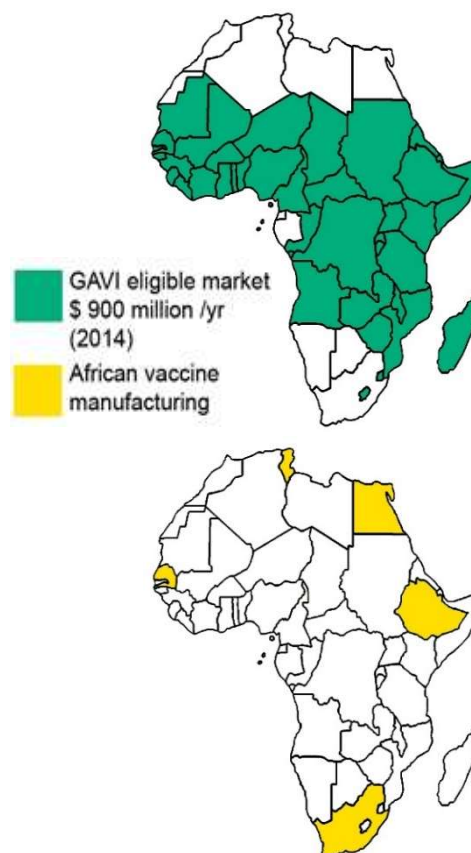 GAVI eligible market
$ 900 million /yr
(2014)
African vaccine
manufacturing